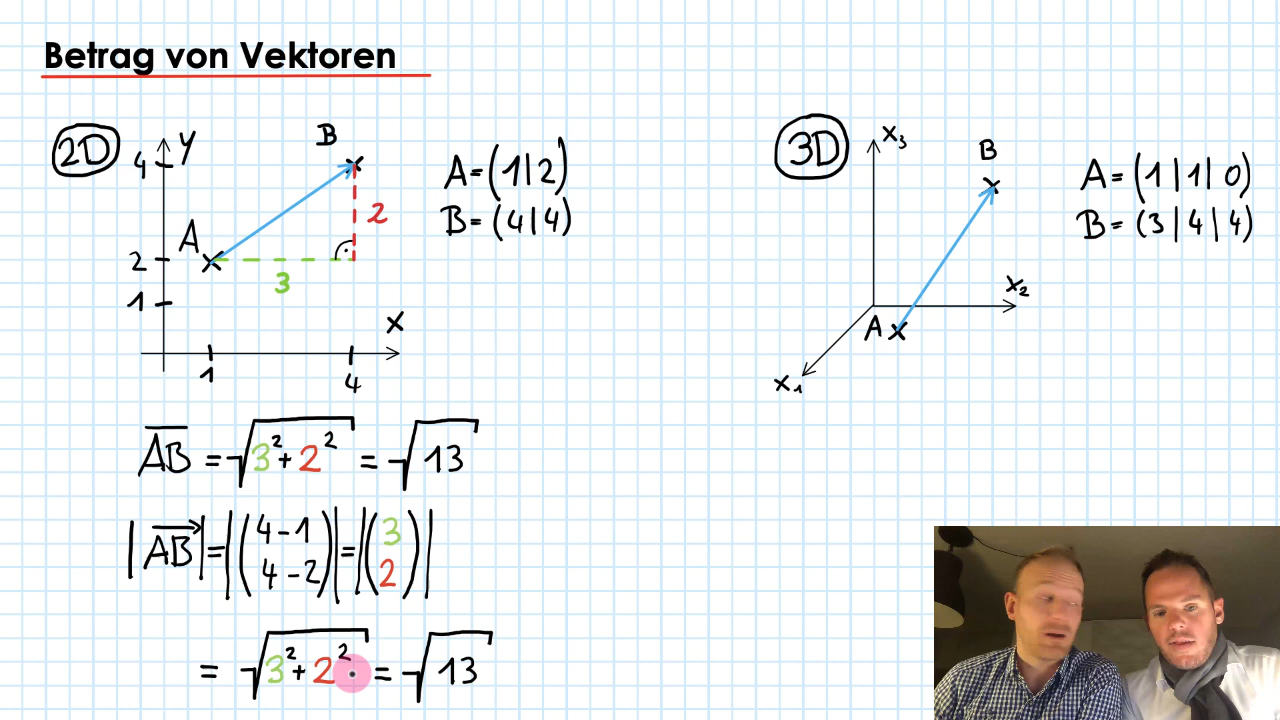 Betrag von Vektoren
2D
y
4
B
A
2
2
3
1
x
1
4
A=(1|2)
B=(4|4)
3D
x₃
B
x₂
A
x₁
A=(1|1|0)
B=(3|4|4)
A̅B̅ = √(3²+2²) = √13
|AB⃗| = |(4-1 4-2)| = |(3 2)|
= √(3²+2²) = √13